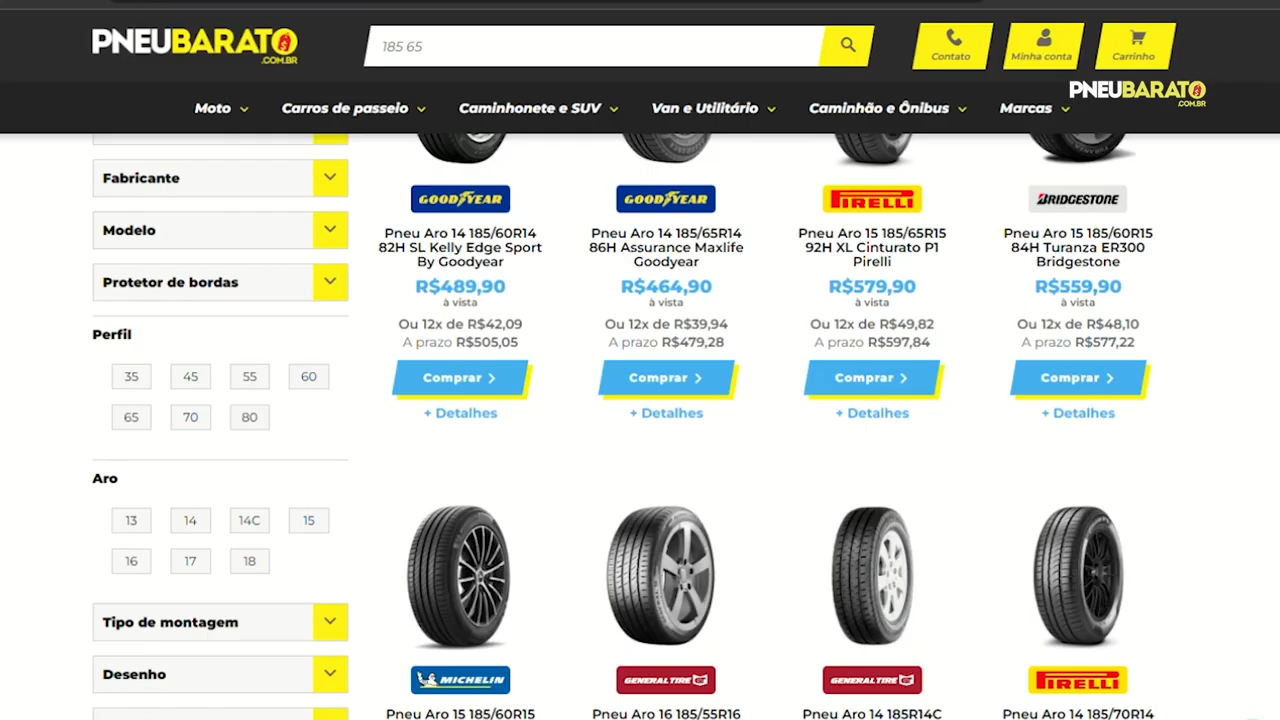 PNEUBARATO
.COM.BR
185 65
Contato
Minha conta
Carrinho
PNEUBARATO
.COM.BR
Moto
Carros de passeio
Caminhonete e SUV
Van e Utilitário
Caminhão e Ônibus
Marcas
Fabricante
Modelo
Protetor de bordas
Perfil
35 45 55 60
65 70 80
Aro
13 14 14C 15
16 17 18
Tipo de montagem
Desenho
GOODYEAR
Pneu Aro 14 185/60R14
82H SL Kelly Edge Sport
By Goodyear
R$489,90
à vista
Ou 12x de R$42,09
A prazo R$505,05
Comprar
+ Detalhes
GOODYEAR
Pneu Aro 14 185/65R14
86H Assurance Maxlife
Goodyear
R$464,90
à vista
Ou 12x de R$39,94
A prazo R$479,28
Comprar
+ Detalhes
PIRELLI
Pneu Aro 15 185/65R15
92H XL Cinturato P1
Pirelli
R$579,90
à vista
Ou 12x de R$49,82
A prazo R$597,84
Comprar
+ Detalhes
BRIDGESTONE
Pneu Aro 15 185/60R15
84H Turanza ER300
Bridgestone
R$559,90
à vista
Ou 12x de R$48,10
A prazo R$577,22
Comprar
+ Detalhes
MICHELIN
Pneu Aro 15 185/60R15
GENERAL TIRE
Pneu Aro 16 185/55R16
GENERAL TIRE
Pneu Aro 14 185R14C
PIRELLI
Pneu Aro 14 185/70R14